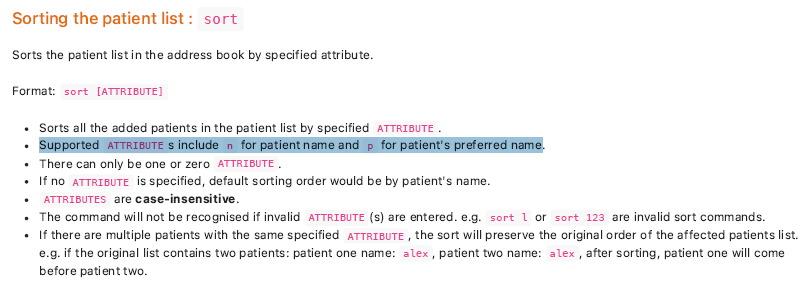 Sorting the patient list : sort
Sorts the patient list in the address book by specified attribute.
Format: sort [ATTRIBUTE]
• Sorts all the added patients in the patient list by specified ATTRIBUTE .
• Supported ATTRIBUTE s include n for patient name and p for patient's preferred name.
• There can only be one or zero ATTRIBUTE .
• If no ATTRIBUTE is specified, default sorting order would be by patient's name.
• ATTRIBUTES are case-insensitive.
• The command will not be recognised if invalid ATTRIBUTE (s) are entered. e.g. sort l or sort 123 are invalid sort commands.
• If there are multiple patients with the same specified ATTRIBUTE , the sort will preserve the original order of the affected patients list.
e.g. if the original list contains two patients: patient one name: alex , patient two name: alex , after sorting, patient one will come
before patient two.